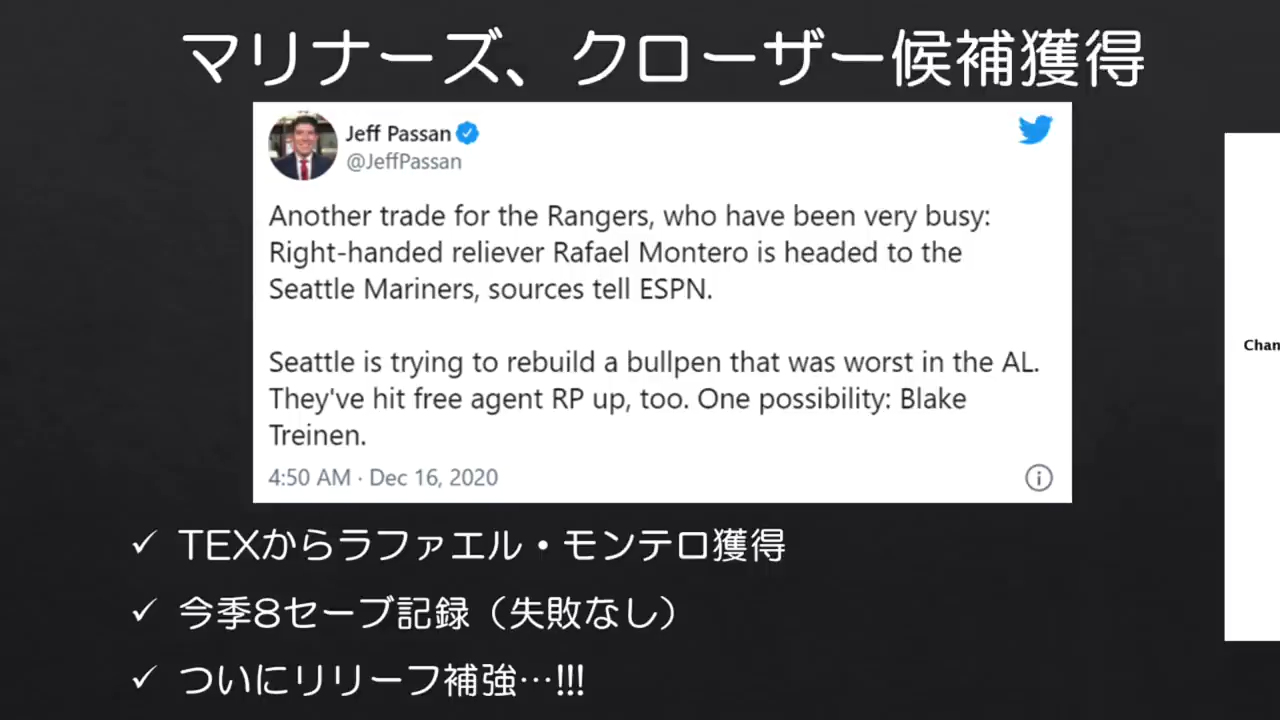 マリナーズ、クローザー候補獲得
Jeff Passan
@JeffPassan
Another trade for the Rangers, who have been very busy:
Right-handed reliever Rafael Montero is headed to the
Seattle Mariners, sources tell ESPN.
Seattle is trying to rebuild a bullpen that was worst in the AL.
They've hit free agent RP up, too. One possibility: Blake
Treinen.
4:50 AM · Dec 16, 2020
Chan
✓ TEXからラファエル・モンテロ獲得
✓ 今季8セーブ記録（失敗なし）
✓ ついにリリーフ補強…!!!